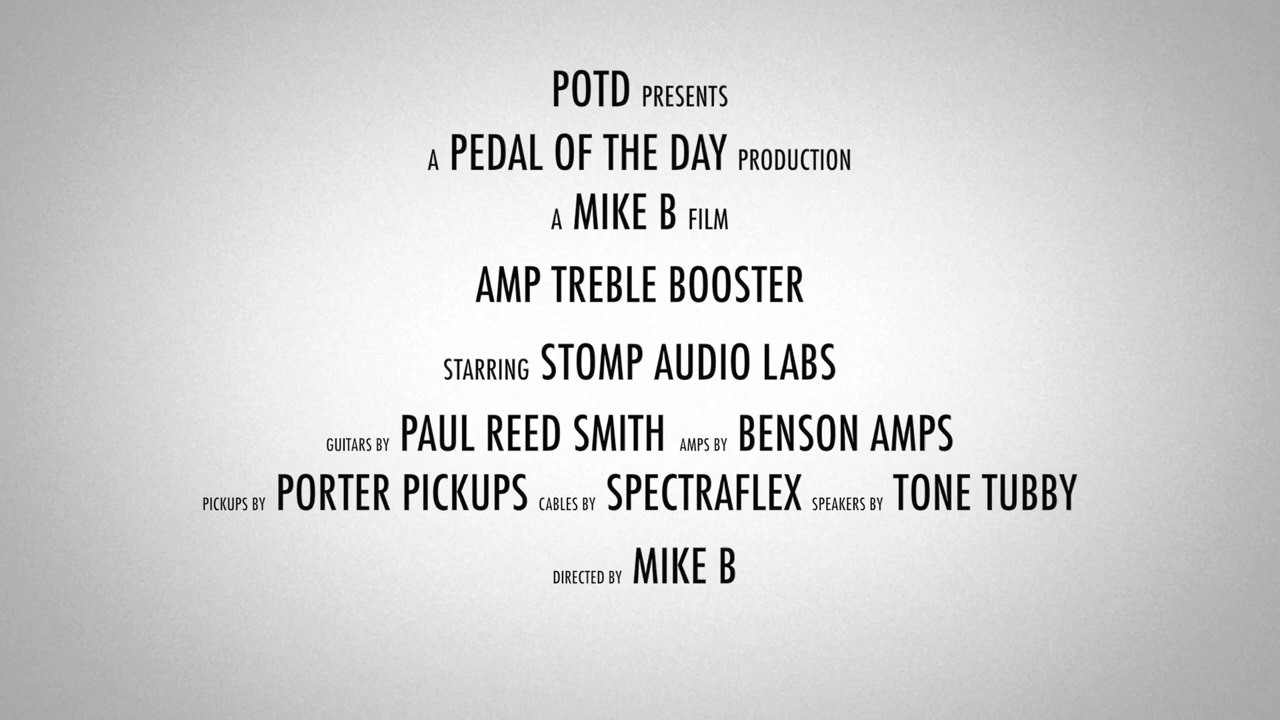 POTD PRESENTS
A PEDAL OF THE DAY PRODUCTION
A MIKE B FILM
AMP TREBLE BOOSTER
STARRING STOMP AUDIO LABS
GUITARS BY PAUL REED SMITH AMPS BY BENSON AMPS
PICKUPS BY PORTER PICKUPS CABLES BY SPECTRAFLEX SPEAKERS BY TONE TUBBY
DIRECTED BY MIKE B